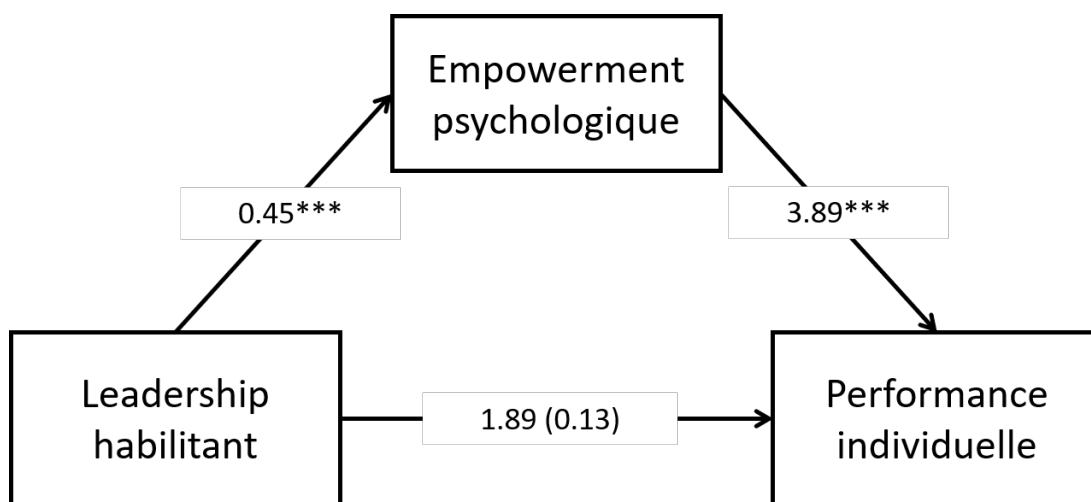 Empowerment
psychologique
0.45***
3.89***
Leadership
habilitant
1.89 (0.13)
Performance
individuelle